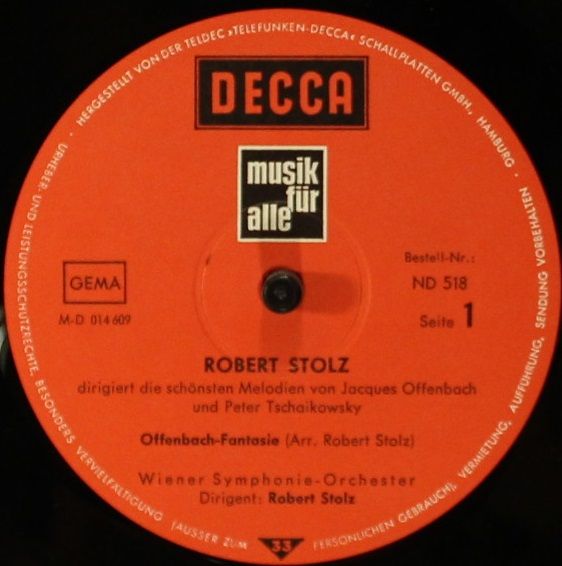 · HERGESTELLT VON DER TELDEC »TELEFUNKEN-DECCA« SCHALLPLATTEN GMBH., HAMBURG ·
URHEBER- UND LEISTUNGSSCHUTZRECHTE, BESONDERS VERVIELFÄLTIGUNG (AUSSER ZUM PERSÖNLICHEN GEBRAUCH), VERMIETUNG, AUFFÜHRUNG, SENDUNG VORBEHALTEN
DECCA
musik
für
alle
GEMA
M-D 014 609
Bestell-Nr.:
ND 518
Seite 1
ROBERT STOLZ
dirigiert die schönsten Melodien von Jacques Offenbach
und Peter Tschaikowsky
Offenbach-Fantasie (Arr. Robert Stolz)
Wiener Symphonie-Orchester
Dirigent: Robert Stolz
33